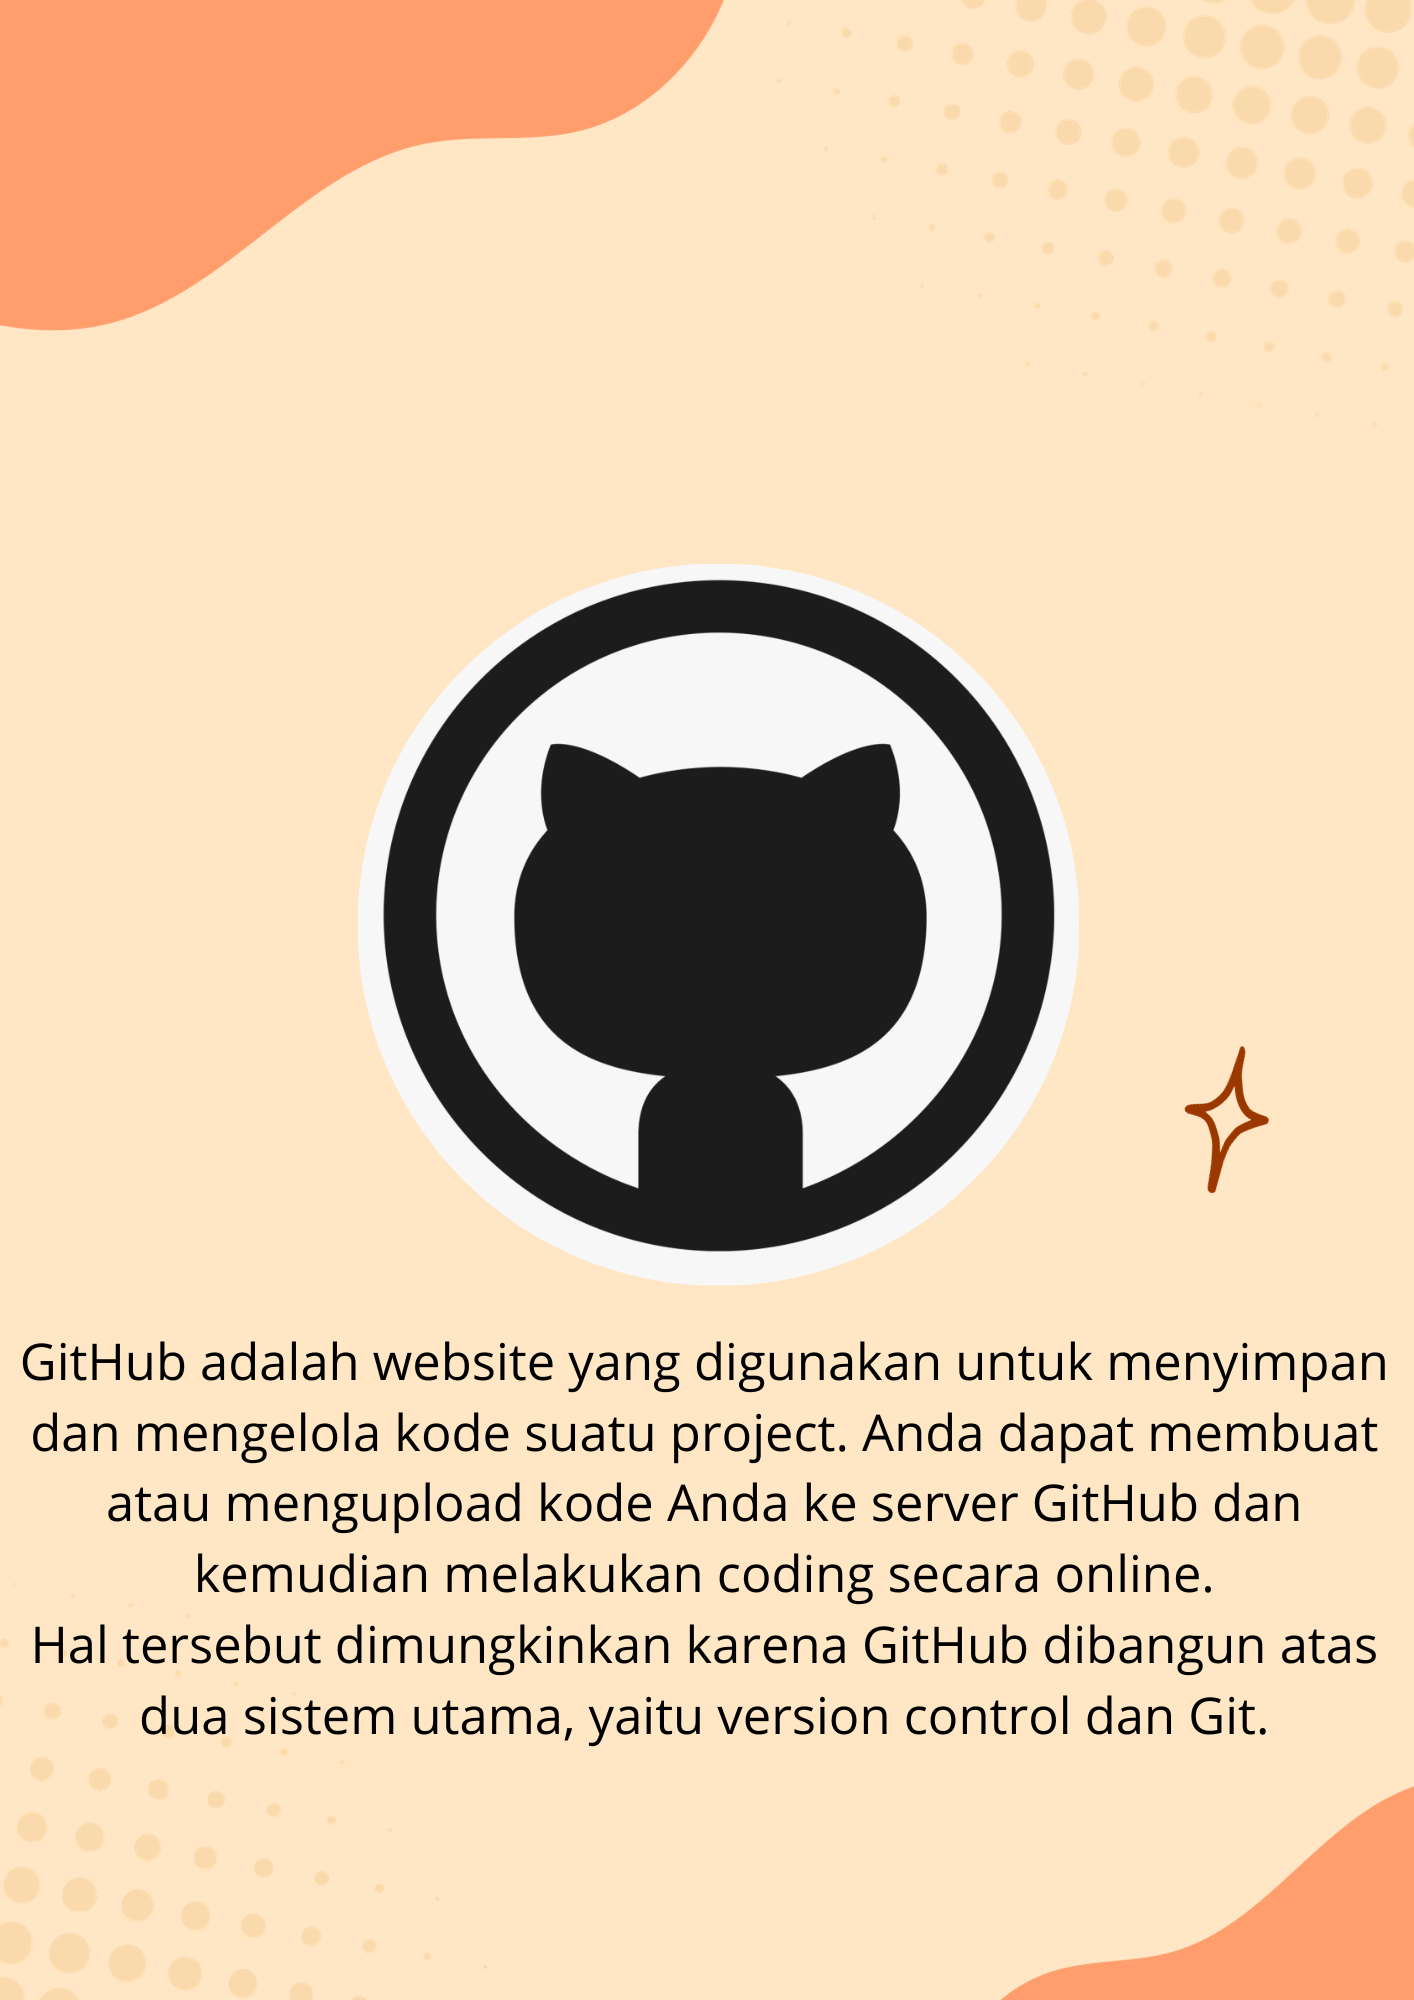 GitHub adalah website yang digunakan untuk menyimpan
dan mengelola kode suatu project. Anda dapat membuat
atau mengupload kode Anda ke server GitHub dan
kemudian melakukan coding secara online.
Hal tersebut dimungkinkan karena GitHub dibangun atas
dua sistem utama, yaitu version control dan Git.